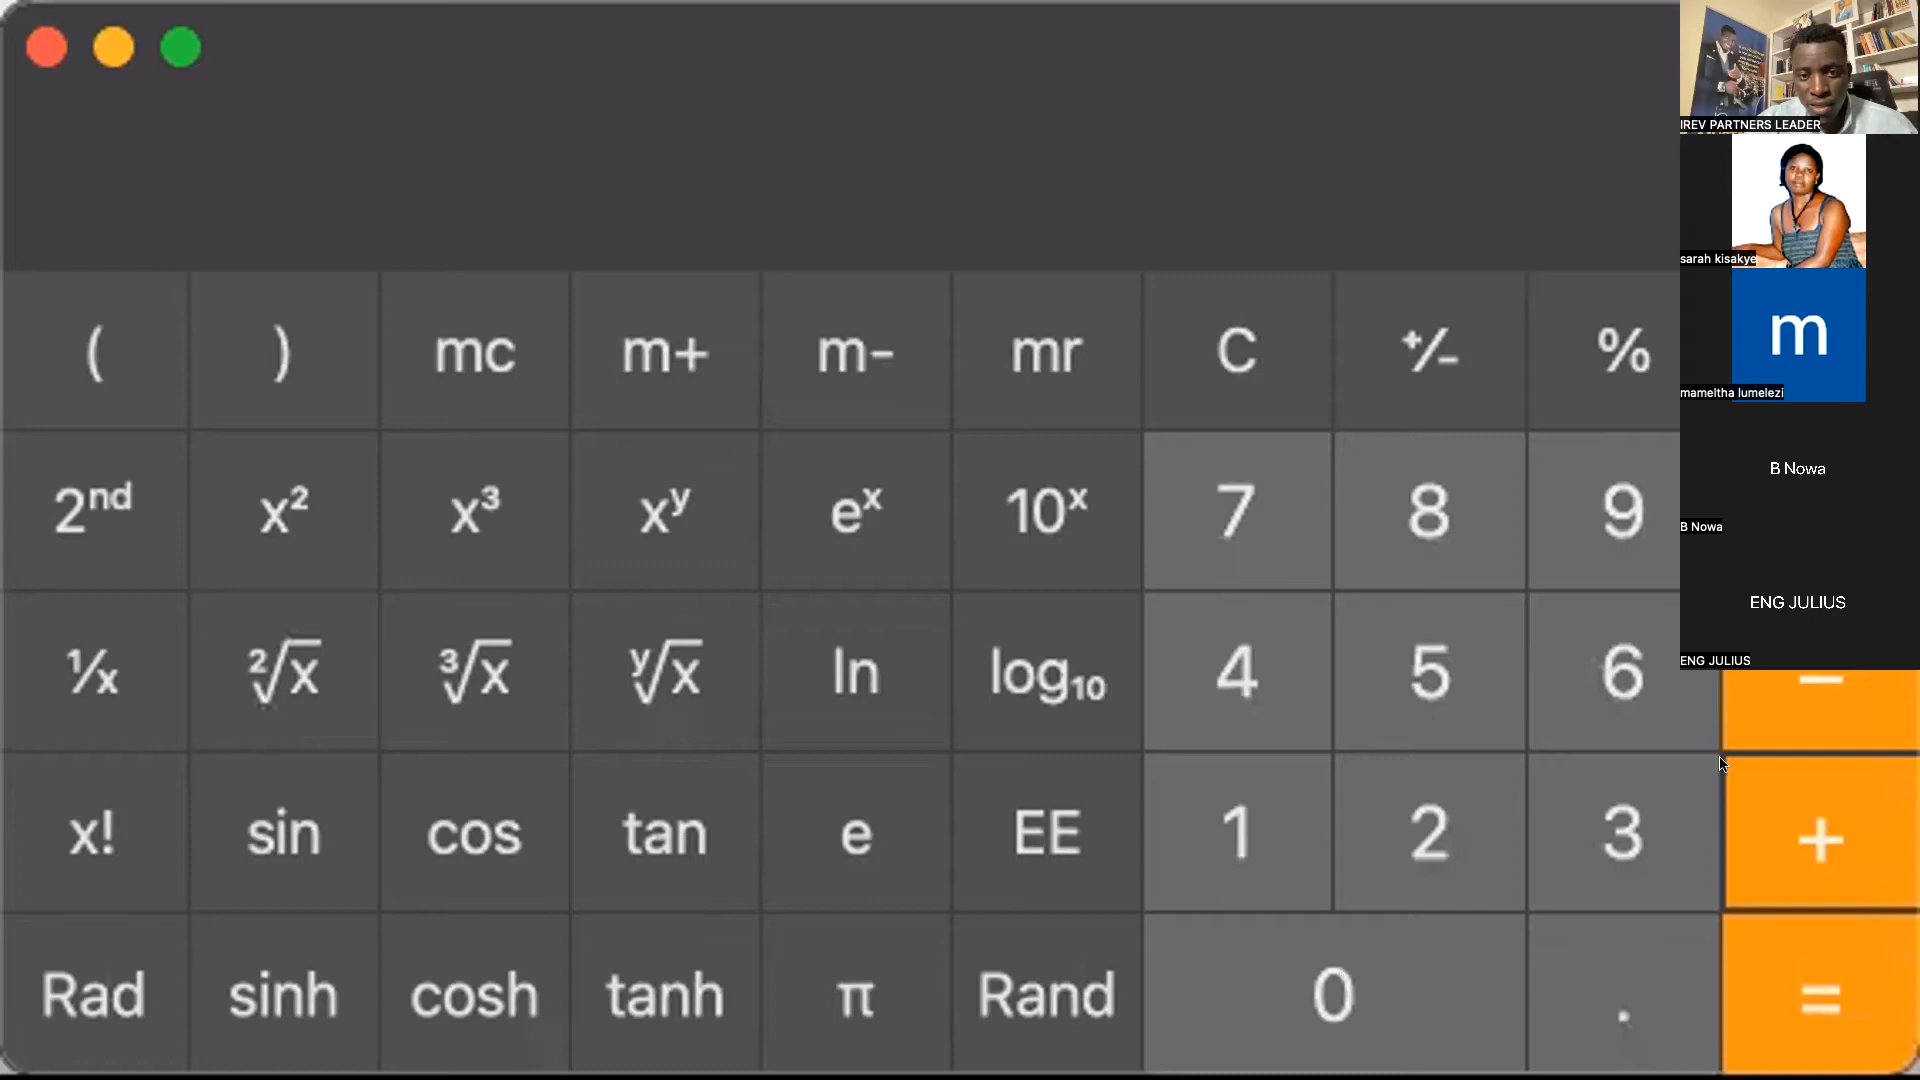 ( ) mc m+ m- mr C ⁺∕₋ %
2ⁿᵈ x² x³ xʸ eˣ 10ˣ 7 8 9
¹∕ₓ ²√x ³√x ʸ√x ln log₁₀ 4 5 6 −
x! sin cos tan e EE 1 2 3 +
Rad sinh cosh tanh π Rand 0 . =
IREV PARTNERS LEADER
sarah kisakye
m
mameltha lumelezi
B Nowa
B Nowa
ENG JULIUS
ENG JULIUS